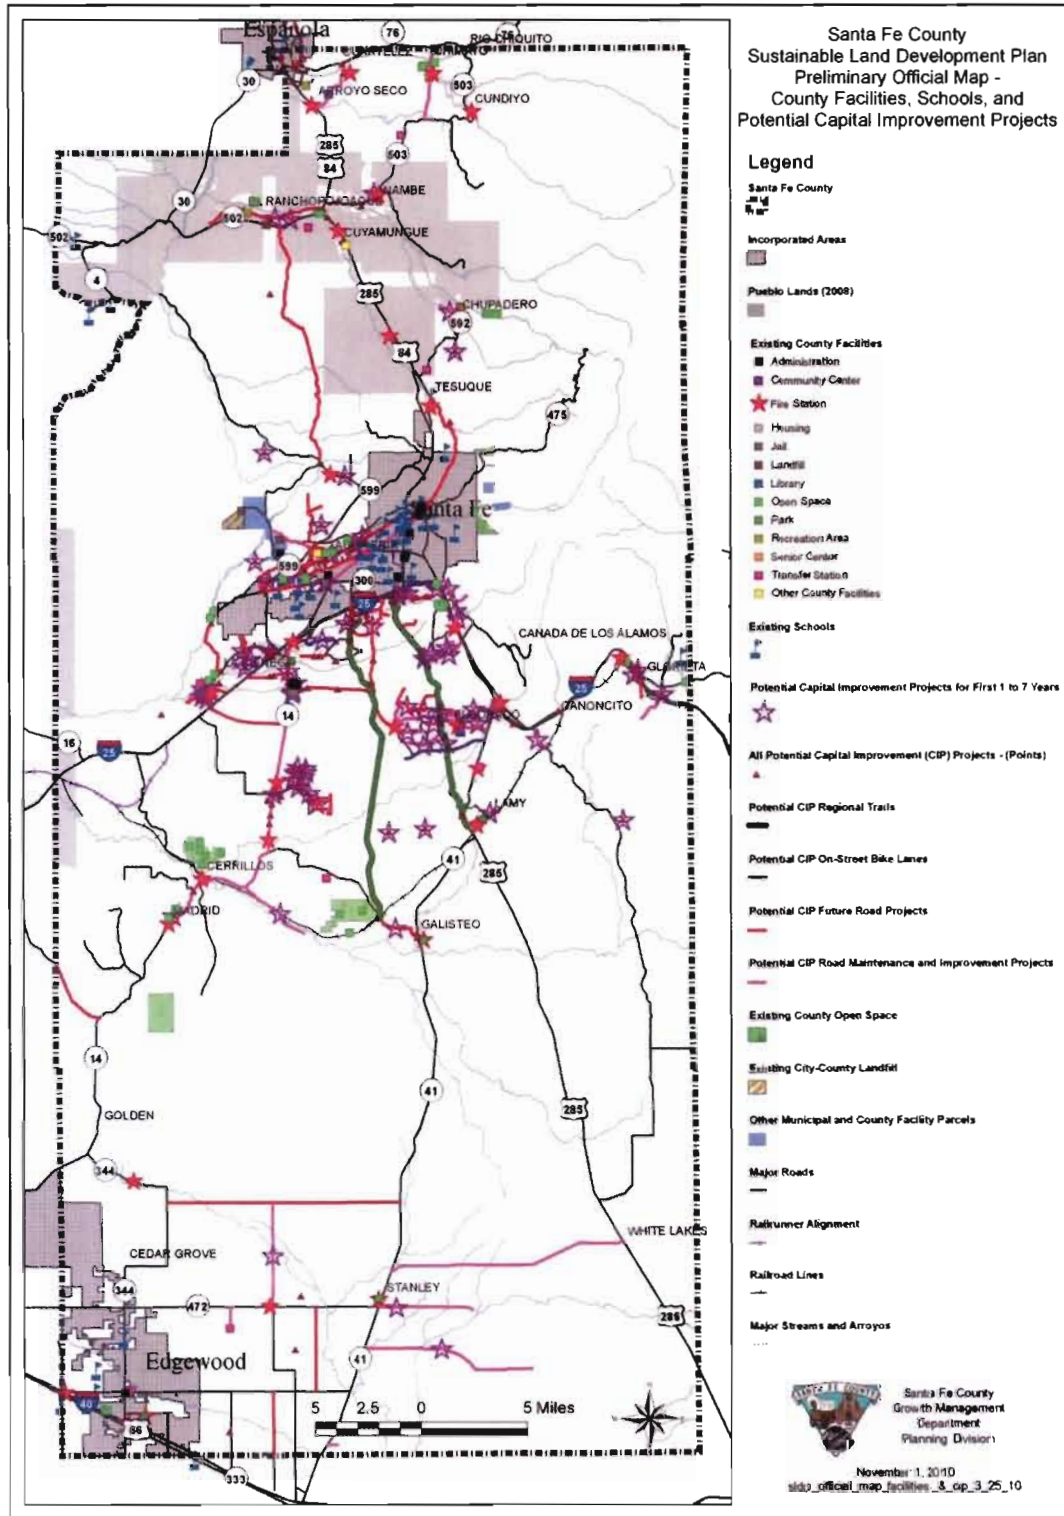 Santa Fe County
Sustainable Land Development Plan
Preliminary Official Map -
County Facilities, Schools, and
Potential Capital Improvement Projects
Legend
Santa Fe County
Incorporated Areas
Pueblo Lands (2008)
Existing County Facilities
Administration
Community Center
Fire Station
Housing
Jail
Landfill
Library
Open Space
Park
Recreation Area
Senior Center
Transfer Station
Other County Facilities
Existing Schools
Potential Capital Improvement Projects for First 1 to 7 Years
All Potential Capital Improvement (CIP) Projects - (Points)
Potential CIP Regional Trails
Potential CIP On-Street Bike Lanes
Potential CIP Future Road Projects
Potential CIP Road Maintenance and Improvement Projects
Existing County Open Space
Existing City-County Landfill
Other Municipal and County Facility Parcels
Major Roads
Railrunner Alignment
Railroad Lines
Major Streams and Arroyos
SANTA FE COUNTY
Santa Fe County
Growth Management
Department
Planning Division
November 1, 2010
sldp_official_map_facilities_&_cip_3_25_10
Española
76
RIO CHIQUITO
76
30
ARROYO SECO
503
CUNDIYO
285
84
503
30
NAMBE
502
502
CUYAMUNGUE
4
285
CHUPADERO
592
84
TESUQUE
475
599
Santa Fe
599
300
25
CANADA DE LOS ALAMOS
GLORIETA
25
CANONCITO
14
16
25
LAMY
41
285
CERRILLOS
MADRID
GALISTEO
14
41
285
GOLDEN
344
WHITE LAKES
CEDAR GROVE
344
STANLEY
472
285
Edgewood
41
40
66
333
5 2.5 0 5 Miles